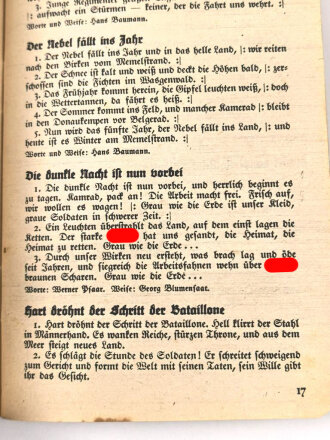 3. Junge Regimenter
|: aufwacht ein Stürmen — keiner, der die Fahrt uns wehrt. :|
Worte und Weise: Hans Baumann.
Der Nebel fällt ins Jahr
1. Der Nebel fällt ins Jahr und in das helle Land, |: wir reiten
nach den Birken vom Memelstrand. :|
2. Der Schnee ist kalt und weiß und deckt die Höhen bald, |: zer-
schossen sind die Fichten im Wasgenwald. :|
3. Das Frühjahr kommt herein, die Gipfel leuchten weiß, |: doch
in die Wettertannen, da fährt es heiß. :|
4. Der Sommer kommt ins Feld, und mancher Kamerad |: bleibt
in den Donaukempen vor Belgerad. :|
5. Nun wird das fünfte Jahr, der Nebel fällt ins Land, |: und
heut ist es Winter am Memelstrand. :|
Worte und Weise: Hans Baumann.
Die dunkle Nacht ist nun vorbei
1. Die dunkle Nacht ist nun vorbei, und herrlich beginnt es
zu tagen. Kamrad, pack an! Die Arbeit macht frei. Frisch auf,
wir wollen es wagen! |: Grau wie die Erde ist unser Kleid,
graue Soldaten in schwerer Zeit. :|
2. Ein Leuchten überstrahlt das Land, auf dem einst lagen die
Ketten. Der starke hat uns gesandt, die Heimat, die
Heimat zu retten. Grau wie die Erde ...
3. Durch unser Wirken neu ersteht, was brach lag und öde
seit Jahren, und siegreich die Arbeitsfahnen wehn über
braunen Scharen. Grau wie die Erde ...
Worte: Werner Psaar. Weise: Georg Blumensaat.
Hart dröhnt der Schritt der Bataillone
1. Hart dröhnt der Schritt der Bataillone. Hell klirrt der Stahl
in Männerhand. Es wanken Reiche, stürzen Throne, und aus dem
Meer steigt neues Land.
2. Es schlägt die Stunde des Soldaten! Er schreitet schweigend
zum Gericht und formt die Welt mit seinen Taten, sein Wille gibt
ihr das Gesicht.
17